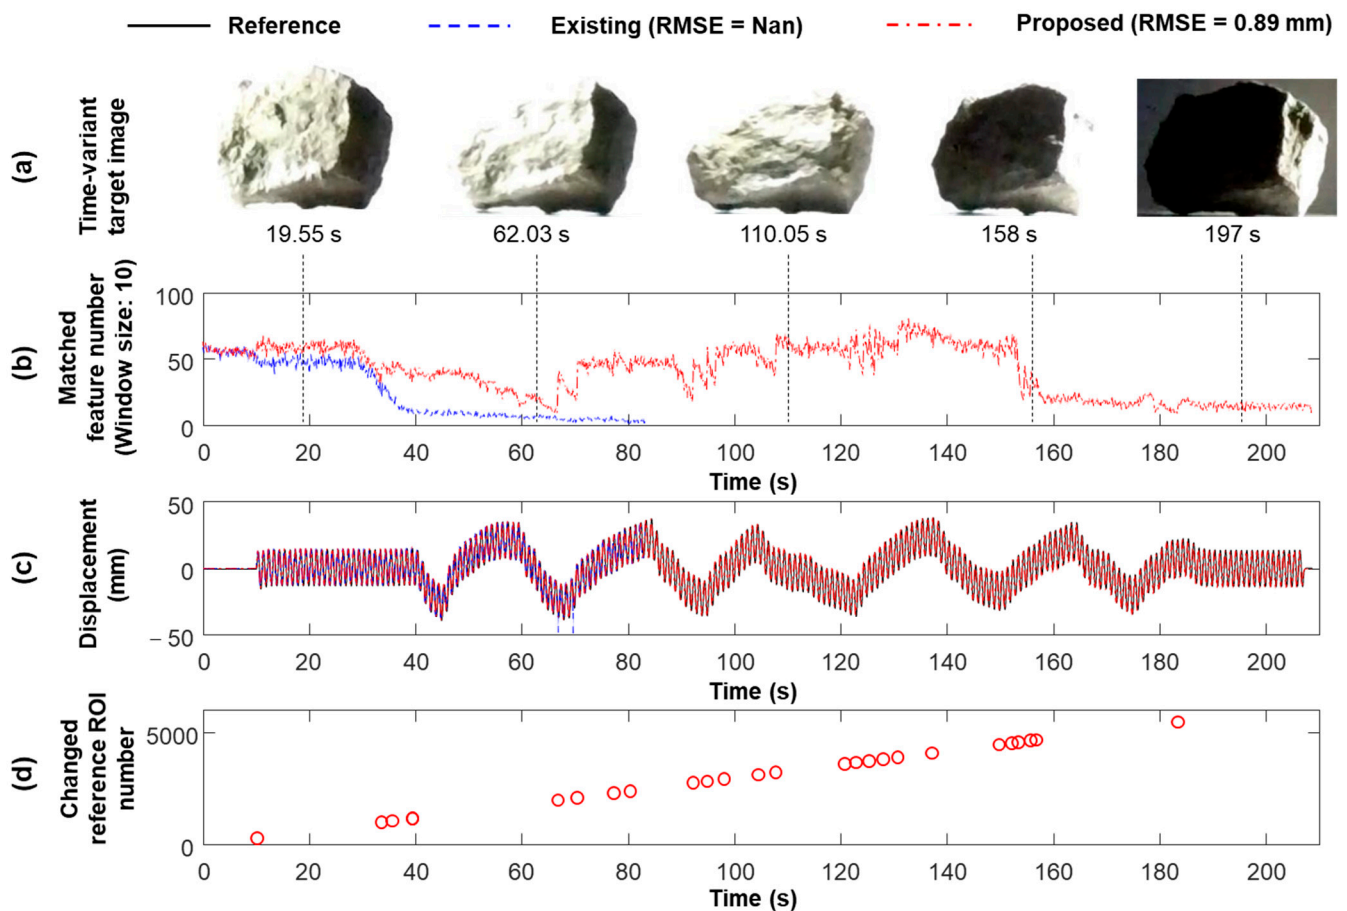 Reference Existing (RMSE = Nan) Proposed (RMSE = 0.89 mm)
(a)
Time-variant
target image
19.55 s 62.03 s 110.05 s 158 s 197 s
(b)
Matched
feature number
(Window size: 10)
100
50
0
0 20 40 60 80 100 120 140 160 180 200
Time (s)
(c)
Displacement
(mm)
50
0
– 50
0 20 40 60 80 100 120 140 160 180 200
Time (s)
(d)
Changed
reference ROI
number
5000
0
0 20 40 60 80 100 120 140 160 180 200
Time (s)